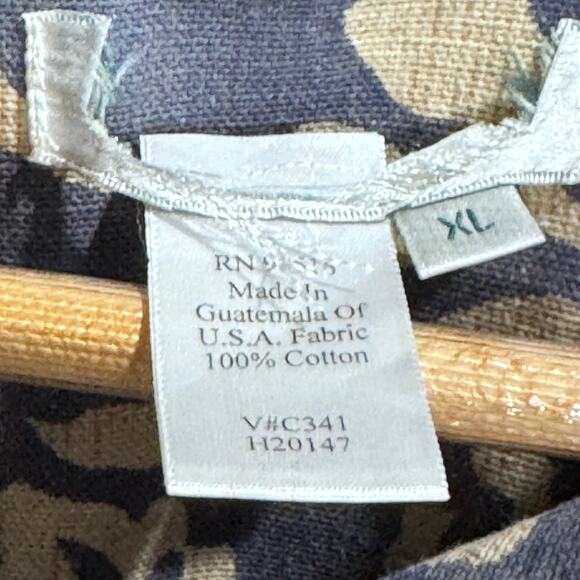 XL
RN
Made In
Guatemala Of
U.S.A. Fabric
100% Cotton
V#C341
H20147